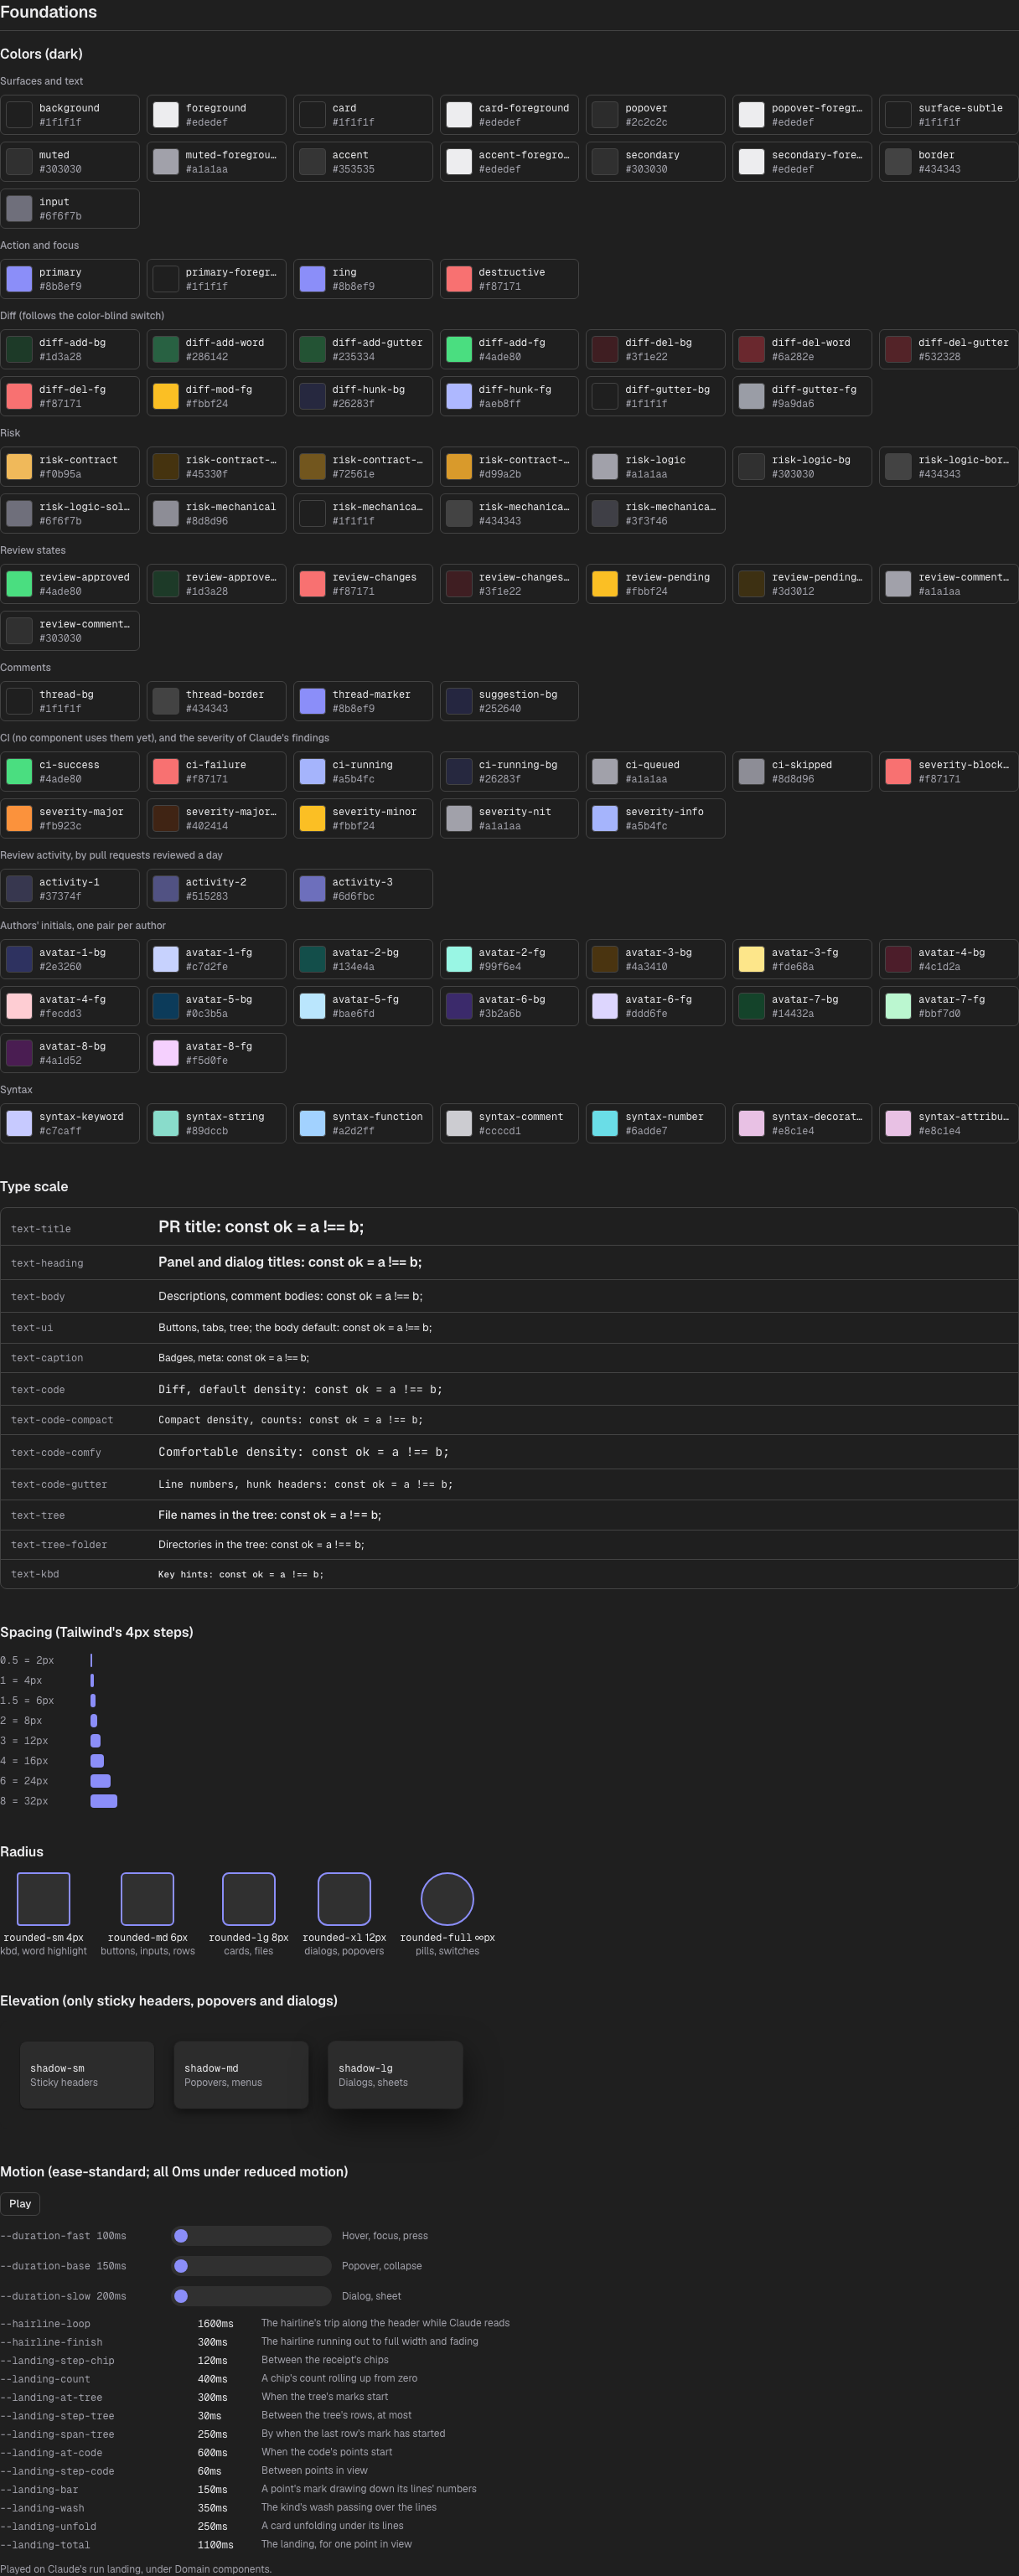 Foundations
Colors (dark)
Surfaces and text
background foreground card card-foreground popover popover-foregr… surface-subtle
#1f1f1f #ededef #1f1f1f #ededef #2c2c2c #ededef #1f1f1f
muted muted-foregrou… accent accent-foregro… secondary secondary-fore… border
#303030 #a1a1aa #353535 #ededef #303030 #ededef #434343
input
#6f6f7b
Action and focus
primary primary-foregr… ring destructive
#8b8ef9 #1f1f1f #8b8ef9 #f87171
Diff (follows the color-blind switch)
diff-add-bg diff-add-word diff-add-gutter diff-add-fg diff-del-bg diff-del-word diff-del-gutter
#1d3a28 #286142 #235334 #4ade80 #3f1e22 #6a282e #532328
diff-del-fg diff-mod-fg diff-hunk-bg diff-hunk-fg diff-gutter-bg diff-gutter-fg
#f87171 #fbbf24 #26283f #aeb8ff #1f1f1f #9a9da6
Risk
risk-contract risk-contract-… risk-contract-… risk-contract-… risk-logic risk-logic-bg risk-logic-bor…
#f0b95a #45330f #72561e #d99a2b #a1a1aa #303030 #434343
risk-logic-sol… risk-mechanical risk-mechanica… risk-mechanica… risk-mechanica…
#6f6f7b #8d8d96 #1f1f1f #434343 #3f3f46
Review states
review-approved review-approve… review-changes review-changes… review-pending review-pending… review-comment…
#4ade80 #1d3a28 #f87171 #3f1e22 #fbbf24 #3d3012 #a1a1aa
review-comment…
#303030
Comments
thread-bg thread-border thread-marker suggestion-bg
#1f1f1f #434343 #8b8ef9 #252640
CI (no component uses them yet), and the severity of Claude's findings
ci-success ci-failure ci-running ci-running-bg ci-queued ci-skipped severity-block…
#4ade80 #f87171 #a5b4fc #26283f #a1a1aa #8d8d96 #f87171
severity-major severity-major… severity-minor severity-nit severity-info
#fb923c #402414 #fbbf24 #a1a1aa #a5b4fc
Review activity, by pull requests reviewed a day
activity-1 activity-2 activity-3
#37374f #515283 #6d6fbc
Authors' initials, one pair per author
avatar-1-bg avatar-1-fg avatar-2-bg avatar-2-fg avatar-3-bg avatar-3-fg avatar-4-bg
#2e3260 #c7d2fe #134e4a #99f6e4 #4a3410 #fde68a #4c1d2a
avatar-4-fg avatar-5-bg avatar-5-fg avatar-6-bg avatar-6-fg avatar-7-bg avatar-7-fg
#fecdd3 #0c3b5a #bae6fd #3b2a6b #ddd6fe #14432a #bbf7d0
avatar-8-bg avatar-8-fg
#4a1d52 #f5d0fe
Syntax
syntax-keyword syntax-string syntax-function syntax-comment syntax-number syntax-decorat… syntax-attribu…
#c7caff #89dccb #a2d2ff #ccccd1 #6adde7 #e8c1e4 #e8c1e4
Type scale
text-title PR title: const ok = a !== b;
text-heading Panel and dialog titles: const ok = a !== b;
text-body Descriptions, comment bodies: const ok = a !== b;
text-ui Buttons, tabs, tree; the body default: const ok = a !== b;
text-caption Badges, meta: const ok = a !== b;
text-code Diff, default density: const ok = a !== b;
text-code-compact Compact density, counts: const ok = a !== b;
text-code-comfy Comfortable density: const ok = a !== b;
text-code-gutter Line numbers, hunk headers: const ok = a !== b;
text-tree File names in the tree: const ok = a !== b;
text-tree-folder Directories in the tree: const ok = a !== b;
text-kbd Key hints: const ok = a !== b;
Spacing (Tailwind's 4px steps)
0.5 = 2px
1 = 4px
1.5 = 6px
2 = 8px
3 = 12px
4 = 16px
6 = 24px
8 = 32px
Radius
rounded-sm 4px rounded-md 6px rounded-lg 8px rounded-xl 12px rounded-full ∞px
kbd, word highlight buttons, inputs, rows cards, files dialogs, popovers pills, switches
Elevation (only sticky headers, popovers and dialogs)
shadow-sm shadow-md shadow-lg
Sticky headers Popovers, menus Dialogs, sheets
Motion (ease-standard; all 0ms under reduced motion)
Play
--duration-fast 100ms Hover, focus, press
--duration-base 150ms Popover, collapse
--duration-slow 200ms Dialog, sheet
--hairline-loop 1600ms The hairline's trip along the header while Claude reads
--hairline-finish 300ms The hairline running out to full width and fading
--landing-step-chip 120ms Between the receipt's chips
--landing-count 400ms A chip's count rolling up from zero
--landing-at-tree 300ms When the tree's marks start
--landing-step-tree 30ms Between the tree's rows, at most
--landing-span-tree 250ms By when the last row's mark has started
--landing-at-code 600ms When the code's points start
--landing-step-code 60ms Between points in view
--landing-bar 150ms A point's mark drawing down its lines' numbers
--landing-wash 350ms The kind's wash passing over the lines
--landing-unfold 250ms A card unfolding under its lines
--landing-total 1100ms The landing, for one point in view
Played on Claude's run landing, under Domain components.